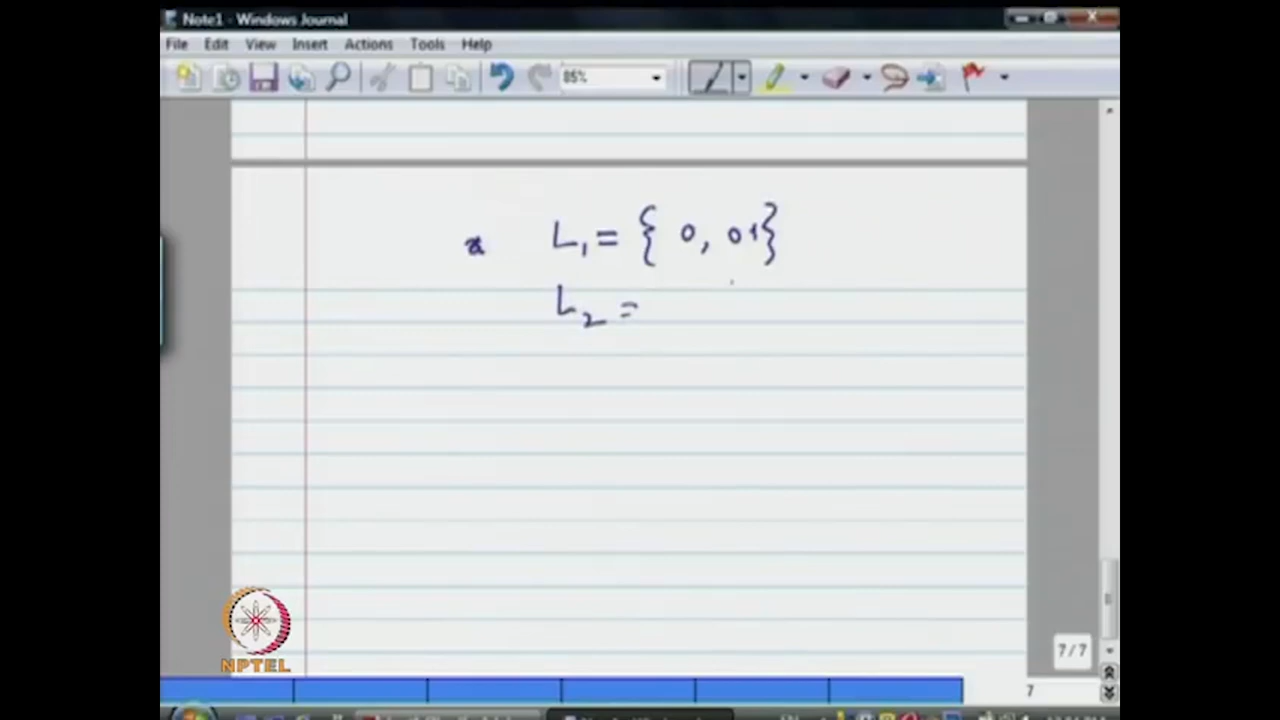 Note1 - Windows Journal
File Edit View Insert Actions Tools Help
85%
* L₁ = { 0, 01}
L₂ =
NPTEL
7 / 7
7